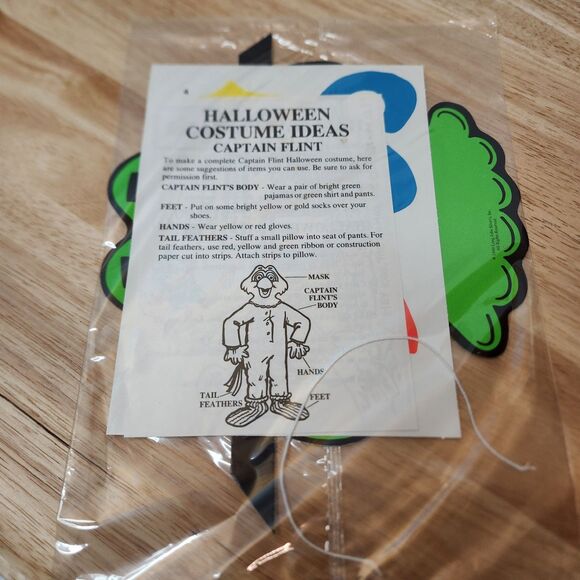 HALLOWEEN
COSTUME IDEAS
CAPTAIN FLINT
To make a complete Captain Flint Halloween costume, here
are some suggestions of items you can use. Be sure to ask for
permission first.
CAPTAIN FLINT'S BODY - Wear a pair of bright green
pajamas or green shirt and pants.
FEET - Put on some bright yellow or gold socks over your
shoes.
HANDS - Wear yellow or red gloves.
TAIL FEATHERS - Stuff a small pillow into seat of pants. For
tail feathers, use red, yellow and green ribbon or construction
paper cut into strips. Attach strips to pillow.
MASK
CAPTAIN
FLINT'S
BODY
HANDS
TAIL
FEATHERS
FEET
All Rights Reserved.